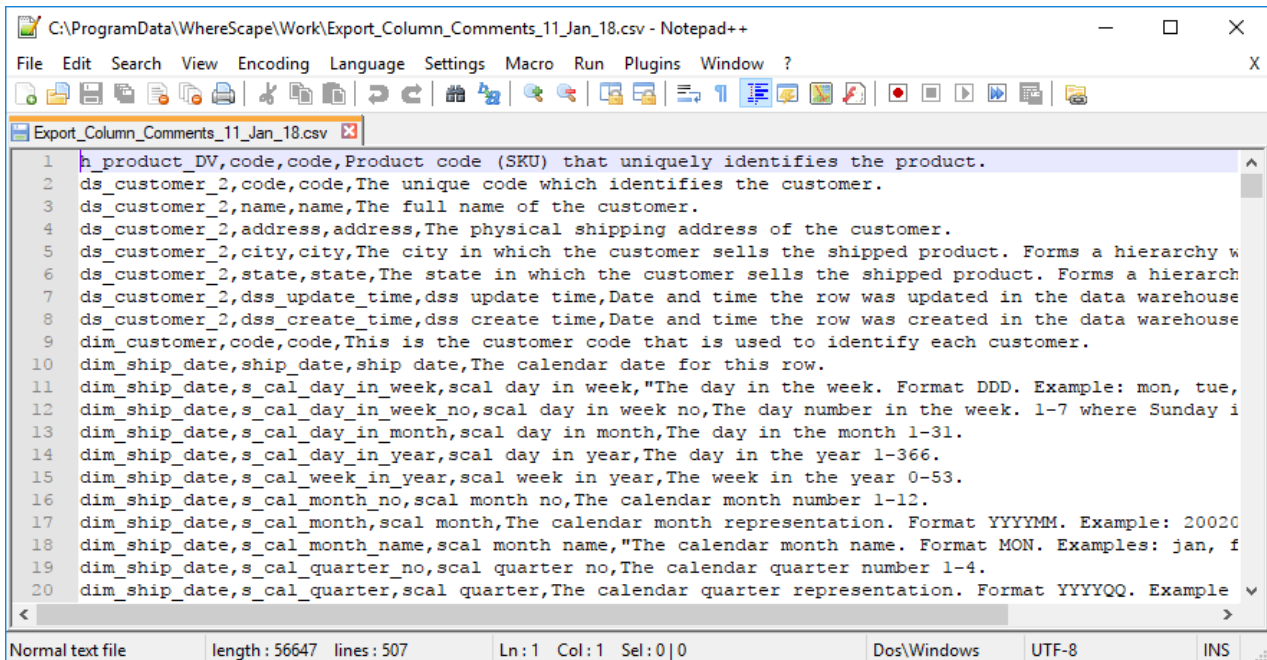 C:\ProgramData\WhereScape\Work\Export_Column_Comments_11_Jan_18.csv - Notepad++
File Edit Search View Encoding Language Settings Macro Run Plugins Window ? X
Export_Column_Comments_11_Jan_18.csv
1 h_product_DV,code,code,Product code (SKU) that uniquely identifies the product.
2 ds_customer_2,code,code,The unique code which identifies the customer.
3 ds_customer_2,name,name,The full name of the customer.
4 ds_customer_2,address,address,The physical shipping address of the customer.
5 ds_customer_2,city,city,The city in which the customer sells the shipped product. Forms a hierarchy w
6 ds_customer_2,state,state,The state in which the customer sells the shipped product. Forms a hierarch
7 ds_customer_2,dss_update_time,dss update time,Date and time the row was updated in the data warehouse
8 ds_customer_2,dss_create_time,dss create time,Date and time the row was created in the data warehouse
9 dim_customer,code,code,This is the customer code that is used to identify each customer.
10 dim_ship_date,ship_date,ship date,The calendar date for this row.
11 dim_ship_date,s_cal_day_in_week,scal day in week,"The day in the week. Format DDD. Example: mon, tue,
12 dim_ship_date,s_cal_day_in_week_no,scal day in week no,The day number in the week. 1-7 where Sunday i
13 dim_ship_date,s_cal_day_in_month,scal day in month,The day in the month 1-31.
14 dim_ship_date,s_cal_day_in_year,scal day in year,The day in the year 1-366.
15 dim_ship_date,s_cal_week_in_year,scal week in year,The week in the year 0-53.
16 dim_ship_date,s_cal_month_no,scal month no,The calendar month number 1-12.
17 dim_ship_date,s_cal_month,scal month,The calendar month representation. Format YYYYMM. Example: 20020
18 dim_ship_date,s_cal_month_name,scal month name,"The calendar month name. Format MON. Examples: jan, f
19 dim_ship_date,s_cal_quarter_no,scal quarter no,The calendar quarter number 1-4.
20 dim_ship_date,s_cal_quarter,scal quarter,The calendar quarter representation. Format YYYYQQ. Example
Normal text file length : 56647 lines : 507 Ln : 1 Col : 1 Sel : 0 | 0 Dos\Windows UTF-8 INS